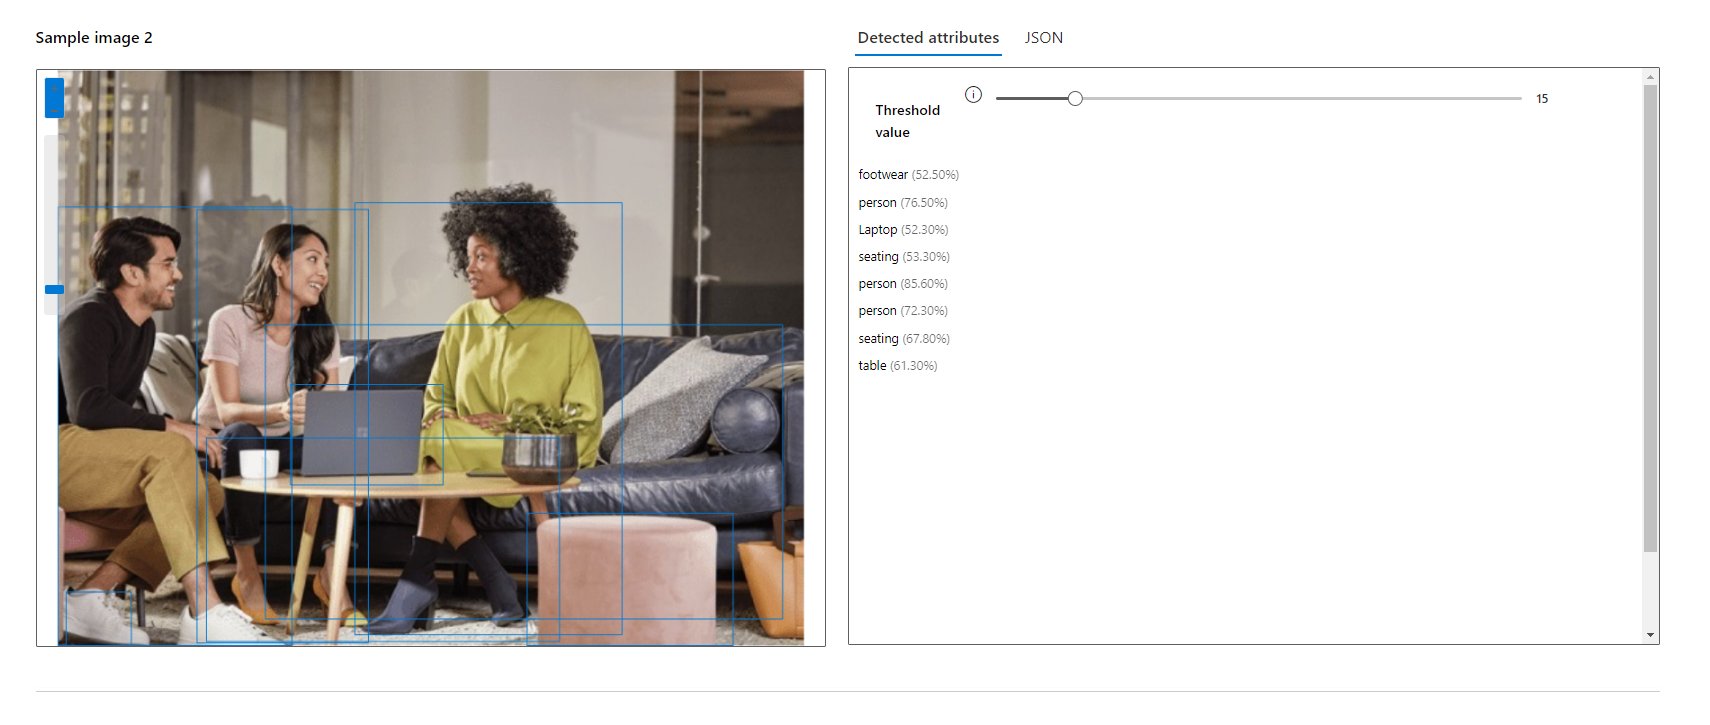 Sample image 2
Detected attributes
JSON
Threshold
value
15
footwear (52.50%)
person (76.50%)
Laptop (52.30%)
seating (53.30%)
person (85.60%)
person (72.30%)
seating (67.80%)
table (61.30%)